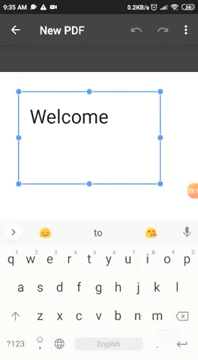 9:35 AM
0.2KB/s
New PDF
Welcome
to
q w e r t y u i o p
a s d f g h j k l
z x c v b n m
?123 English .